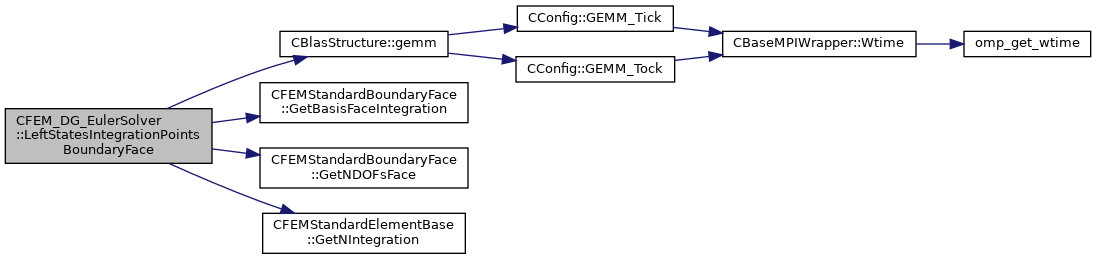 CFEM_DG_EulerSolver
::LeftStatesIntegrationPoints
BoundaryFace
CBlasStructure::gemm
CFEMStandardBoundaryFace
::GetBasisFaceIntegration
CFEMStandardBoundaryFace
::GetNDOFsFace
CFEMStandardElementBase
::GetNIntegration
CConfig::GEMM_Tick
CConfig::GEMM_Tock
CBaseMPIWrapper::Wtime
omp_get_wtime